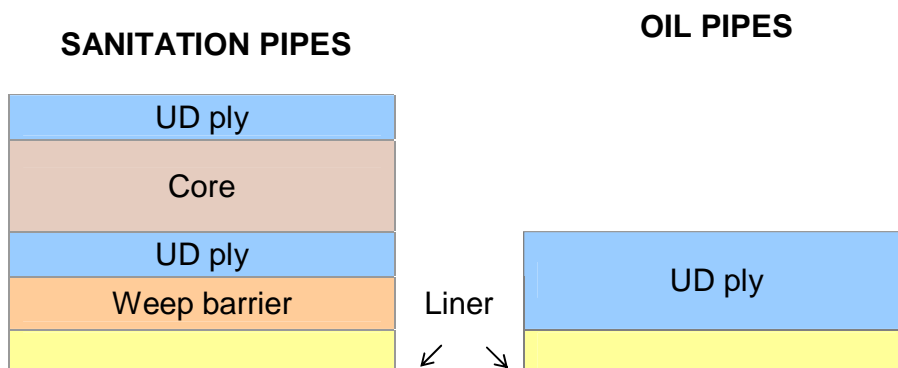 SANITATION PIPES
OIL PIPES
UD ply
Core
UD ply
Weep barrier
Liner
UD ply